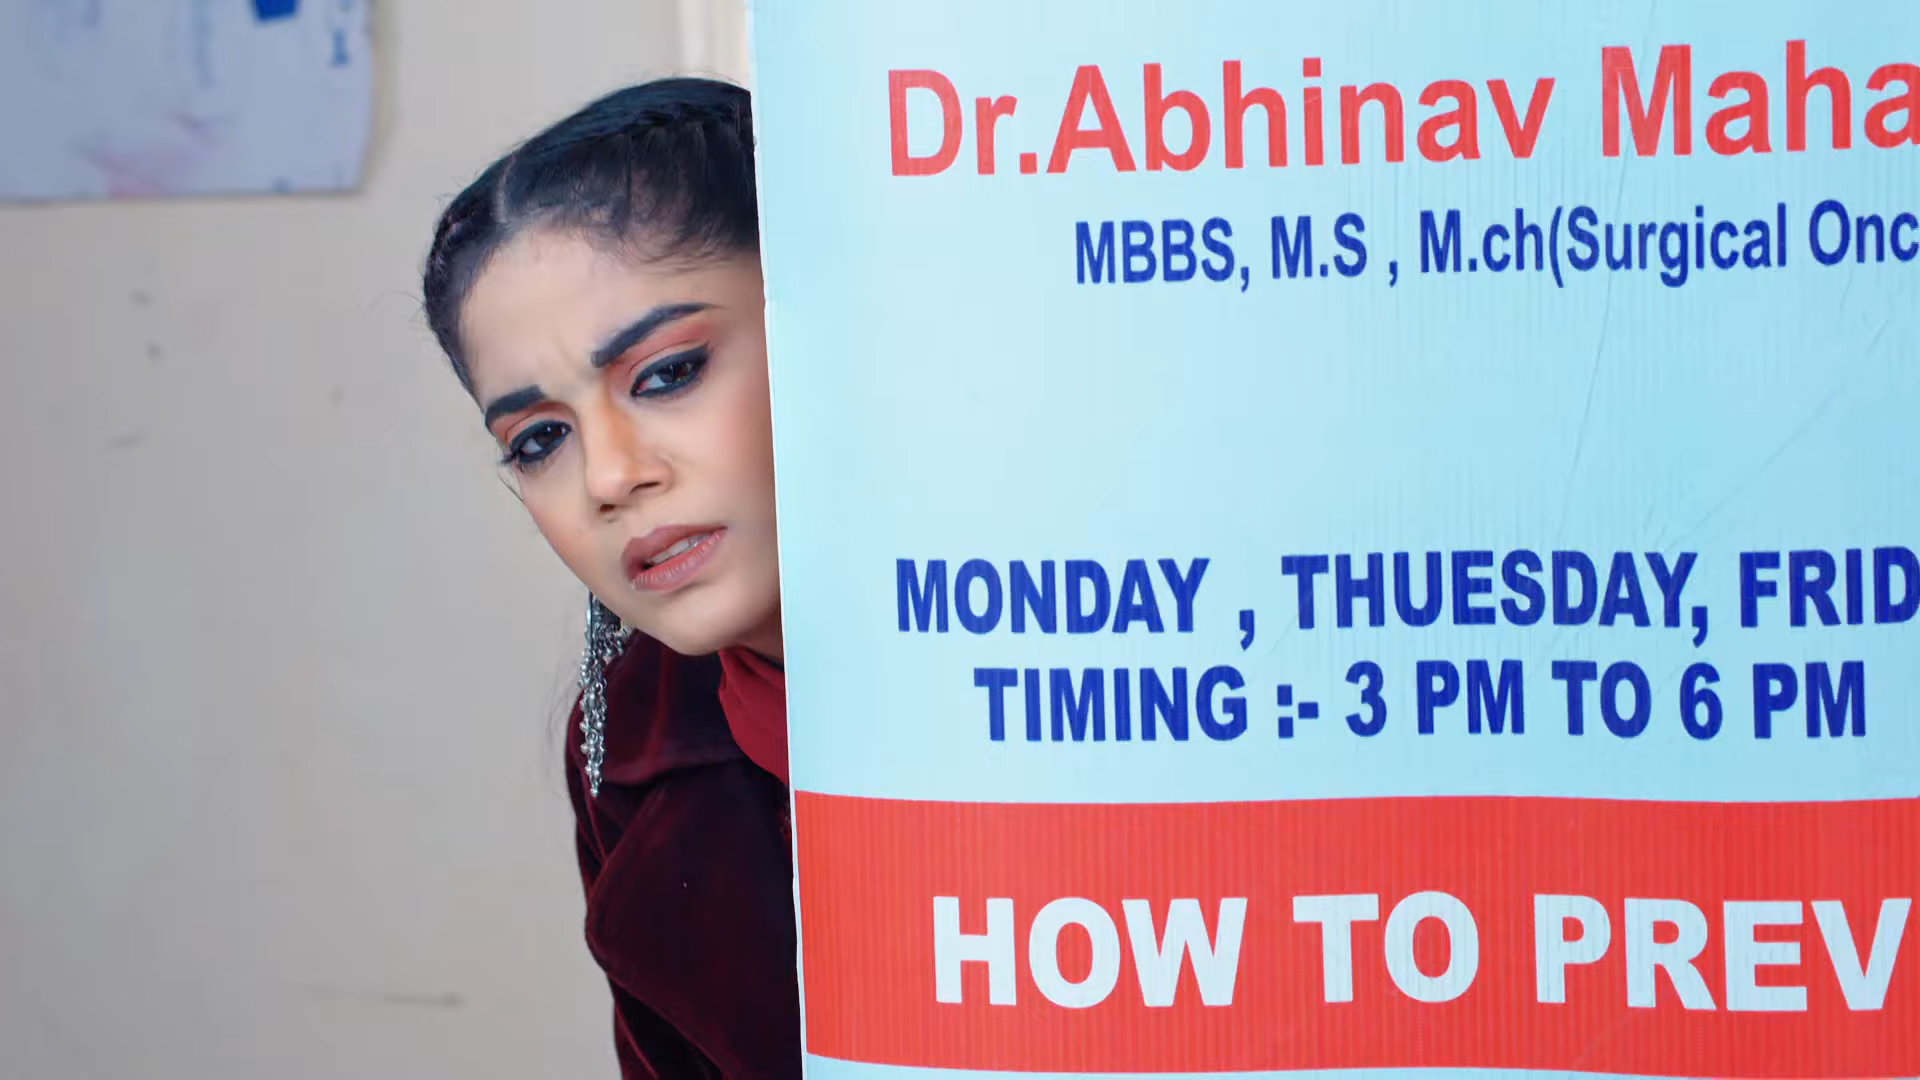 Dr.Abhinav Maha
MBBS, M.S , M.ch(Surgical Onc
MONDAY , THUESDAY, FRID
TIMING :- 3 PM TO 6 PM
HOW TO PREV